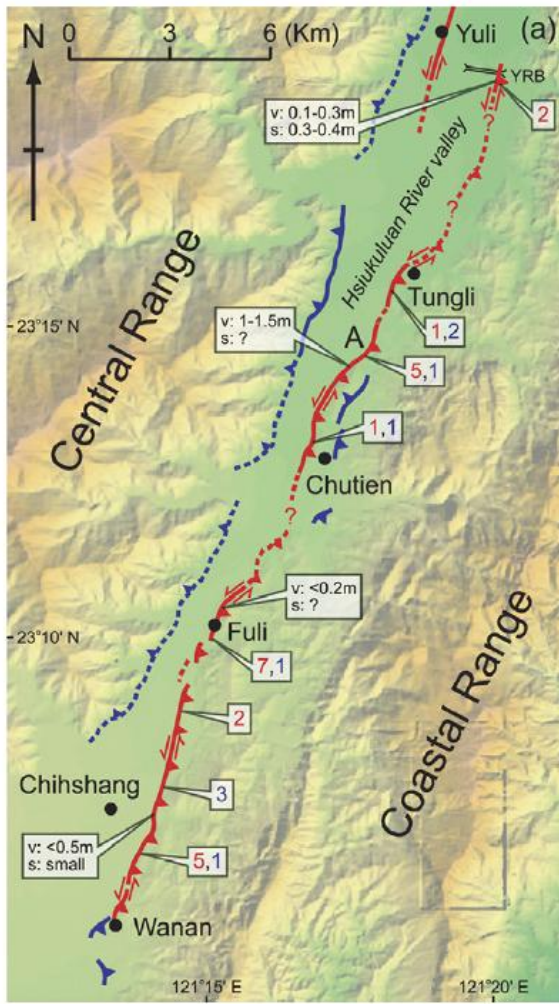 (a)
N
0 3 6 (Km)
Yuli
YRB
v: 0.1-0.3m
s: 0.3-0.4m
2
?
Hsiukuluan River valley
?
Central Range
Tungli
23°15' N
v: 1-1.5m
s: ?
A
1,2
5,1
1,1
Chutien
?
v: <0.2m
s: ?
23°10' N
Fuli
7,1
Coastal Range
2
Chihshang
3
v: <0.5m
s: small
5,1
Wanan
121°15' E
121°20' E